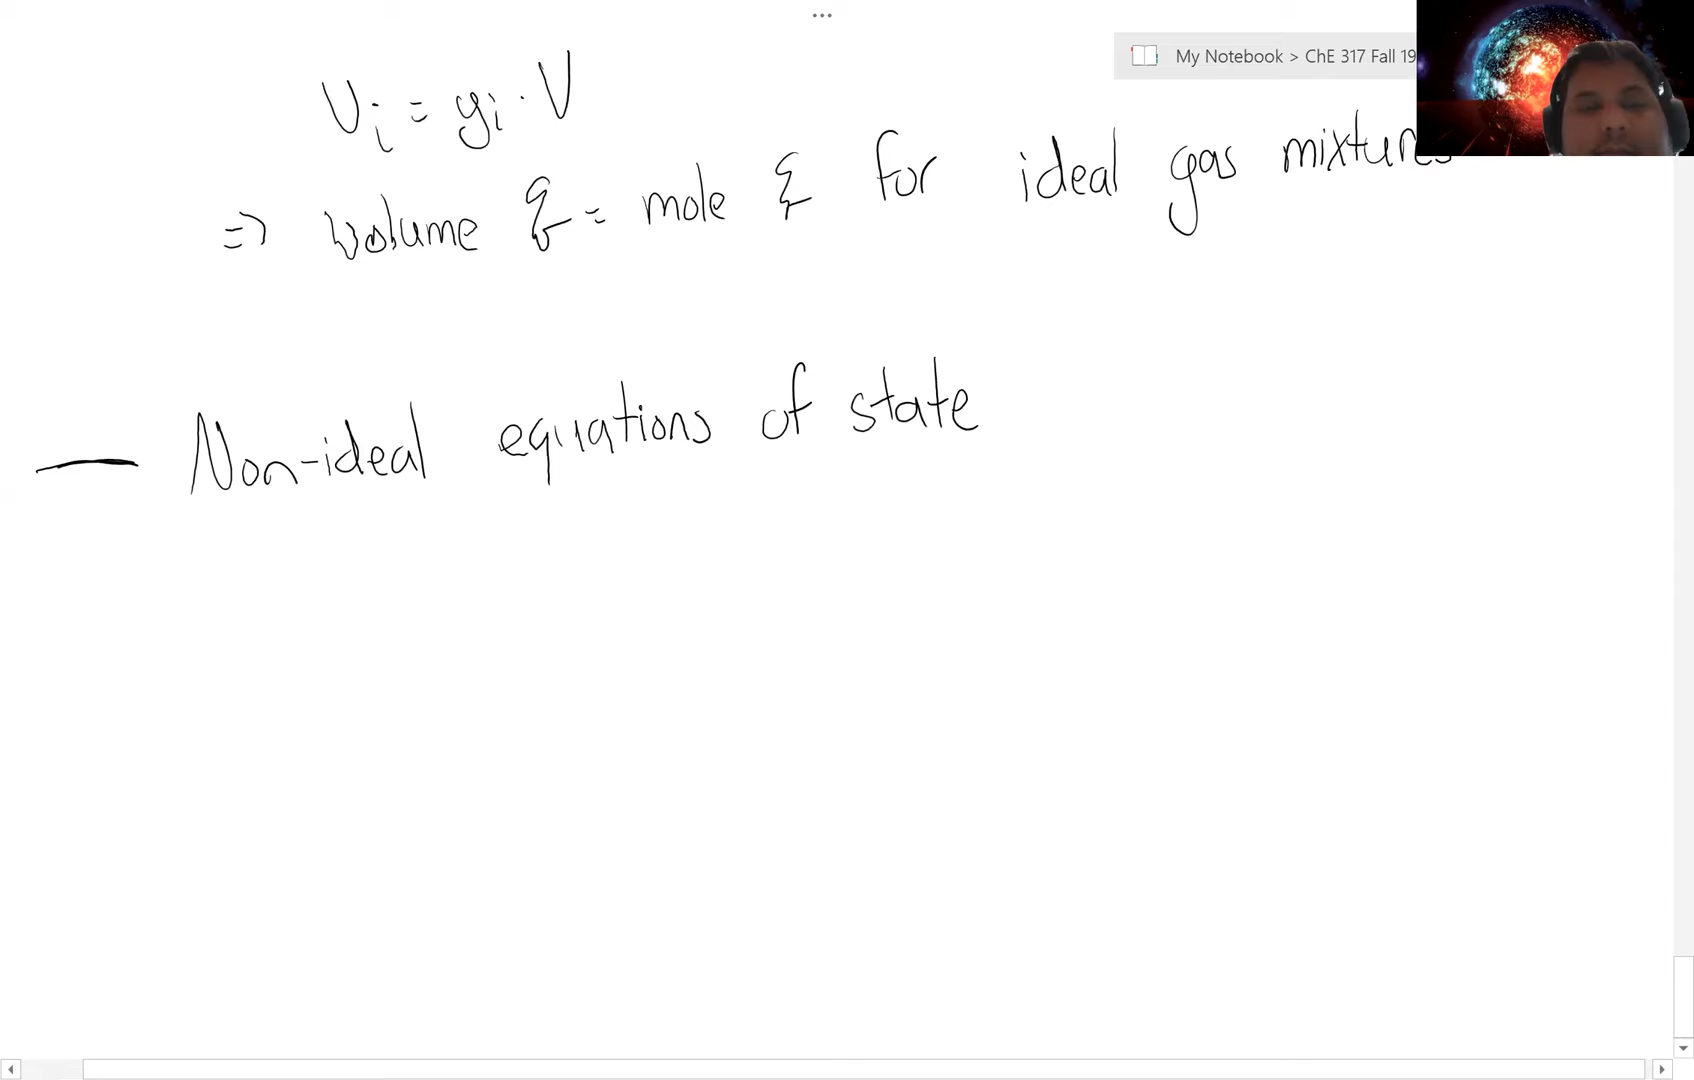 ...
My Notebook > ChE 317 Fall 19
Vi = yi · V
=> volume % = mole % for ideal gas mixtures
— Non-ideal equations of state